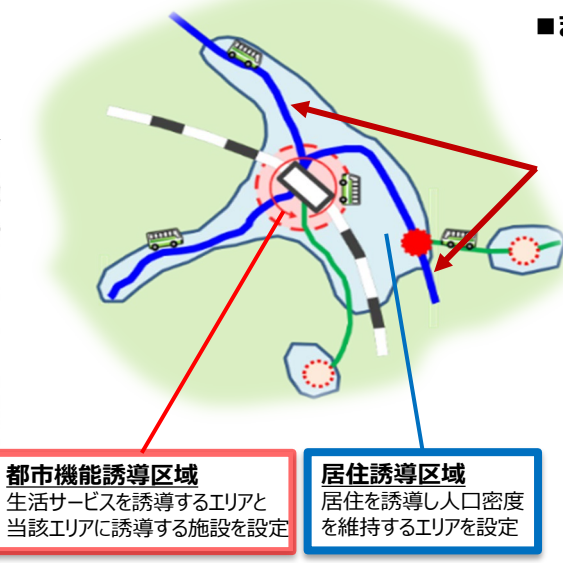 ■
都市機能誘導区域
生活サービスを誘導するエリアと
当該エリアに誘導する施設を設定
居住誘導区域
居住を誘導し人口密度
を維持するエリアを設定